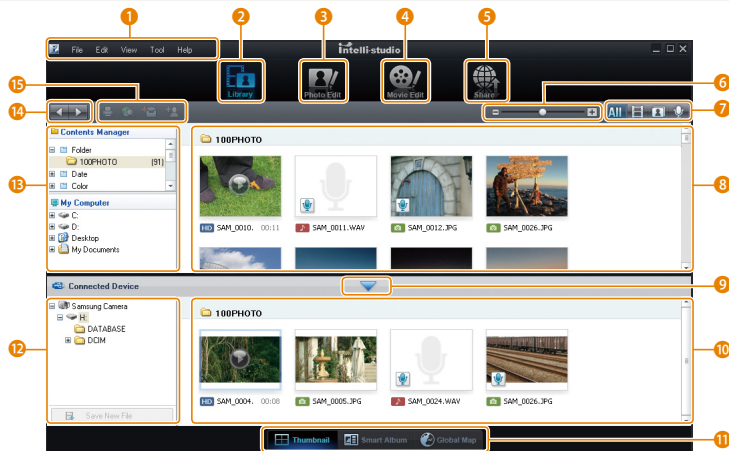 1 2 3 4 5
File Edit View Tool Help
intelli-studio
Library Photo Edit Movie Edit Share
15
6
14
All
7
Contents Manager
Folder
100PHOTO (91)
Date
Color
13
My Computer
C:
D:
Desktop
My Documents
100PHOTO
HD SAM_0010. 00:11
SAM_0011.WAV
SAM_0012.JPG
SAM_0026.JPG
8
Connected Device
9
Samsung Camera
H:
DATABASE
DCIM
12
Save New File
100PHOTO
HD SAM_0004. 00:08
SAM_0005.JPG
SAM_0024.WAV
SAM_0026.JPG
10
Thumbnail Smart Album Global Map
11